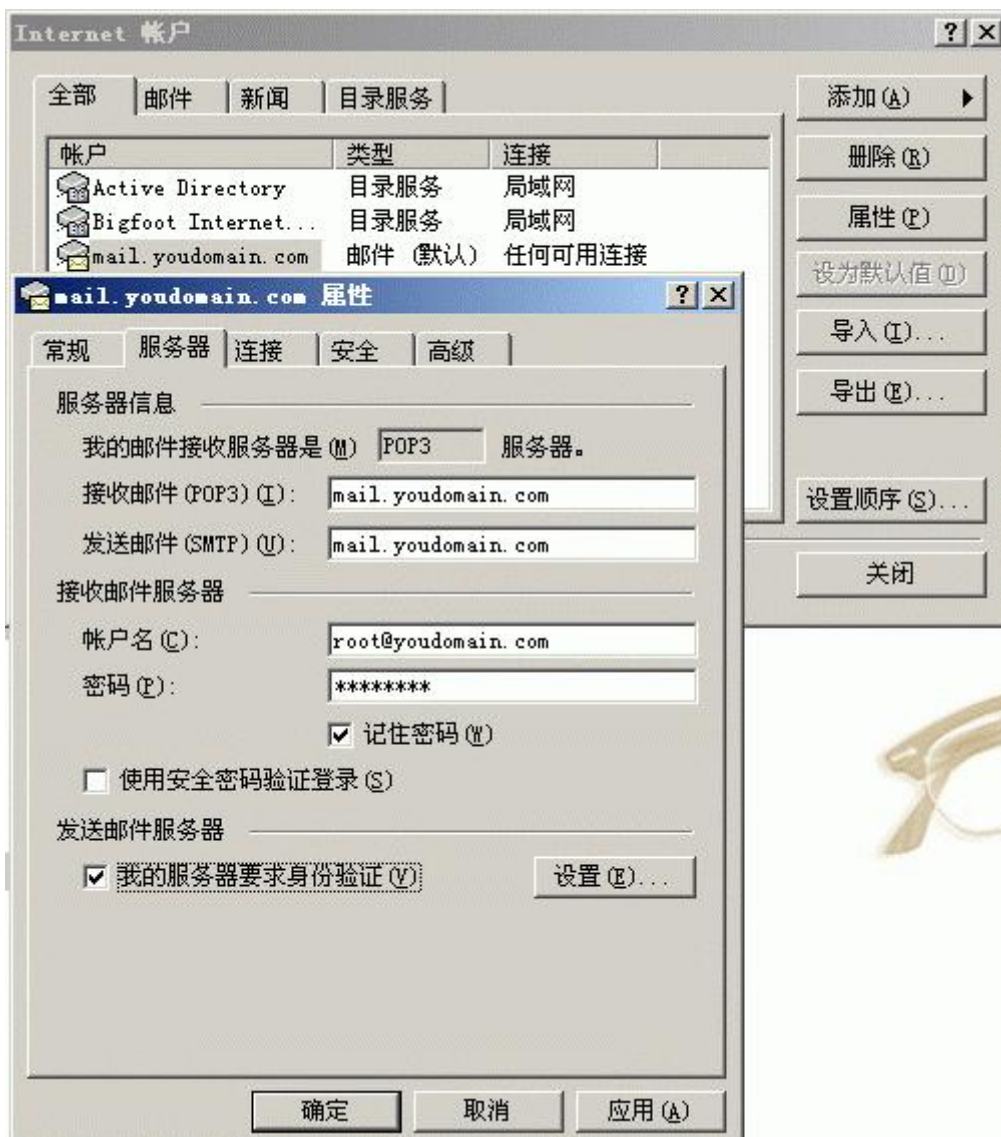 Internet 帐户
全部 邮件 新闻 目录服务
添加(A)
帐户 类型 连接
删除(R)
Active Directory 目录服务 局域网
Bigfoot Internet... 目录服务 局域网
属性(P)
mail.youdomain.com 邮件 (默认) 任何可用连接
设为默认值(D)
mail.youdomain.com 属性
导入(I)...
常规 服务器 连接 安全 高级
导出(E)...
服务器信息
我的邮件接收服务器是(M) POP3 服务器。
接收邮件(POP3)(I): mail.youdomain.com
设置顺序(S)...
发送邮件(SMTP)(U): mail.youdomain.com
关闭
接收邮件服务器
帐户名(C): root@youdomain.com
密码(P): ********
记住密码(W)
使用安全密码验证登录(S)
发送邮件服务器
我的服务器要求身份验证(V) 设置(E)...
确定 取消 应用(A)